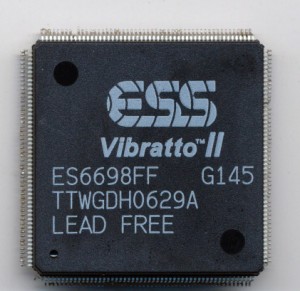 ESS
Vibratto™II
ES6698FF G145
TTWGDH0629A
LEAD FREE